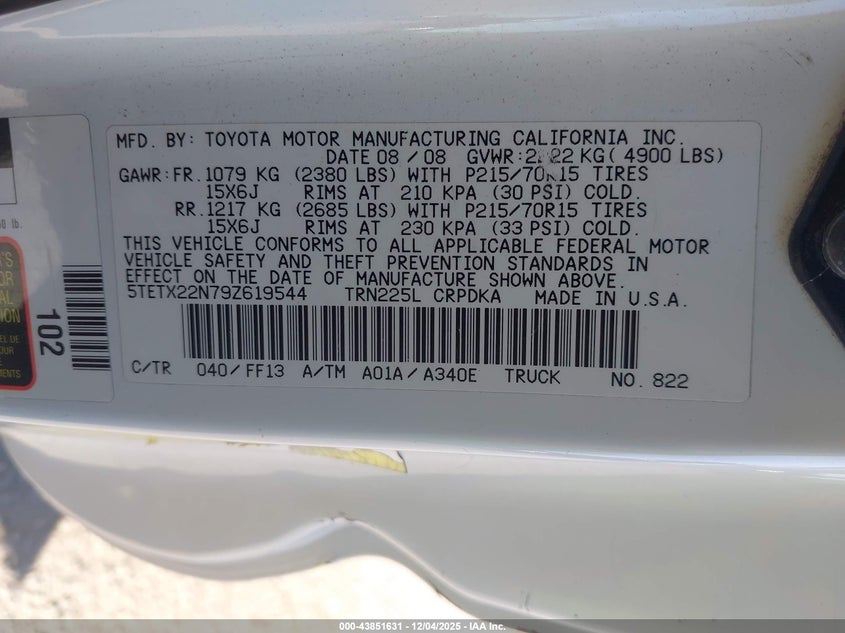 MFD. BY: TOYOTA MOTOR MANUFACTURING CALIFORNIA INC.
DATE 08/08 GVWR: KG( 4900 LBS)
GAWR:FR.1079 KG (2380 LBS) WITH P215/70R15 TIRES
15X6J RIMS AT 210 KPA (30 PSI) COLD.
RR.1217 KG (2685 LBS) WITH P215/70R15 TIRES
15X6J RIMS AT 230 KPA (33 PSI) COLD.
THIS VEHICLE CONFORMS TO ALL APPLICABLE FEDERAL MOTOR
VEHICLE SAFETY AND THEFT PREVENTION STANDARDS IN
EFFECT ON THE DATE OF MANUFACTURE SHOWN ABOVE.
5TETX22N79Z619544 TRN225L CRPDKA MADE IN U.S.A.
C/TR 040/FF13 A/TM A01A/A340E TRUCK NO. 822
lb.
102
000-43851631 - 12/04/2025 - IAA Inc.